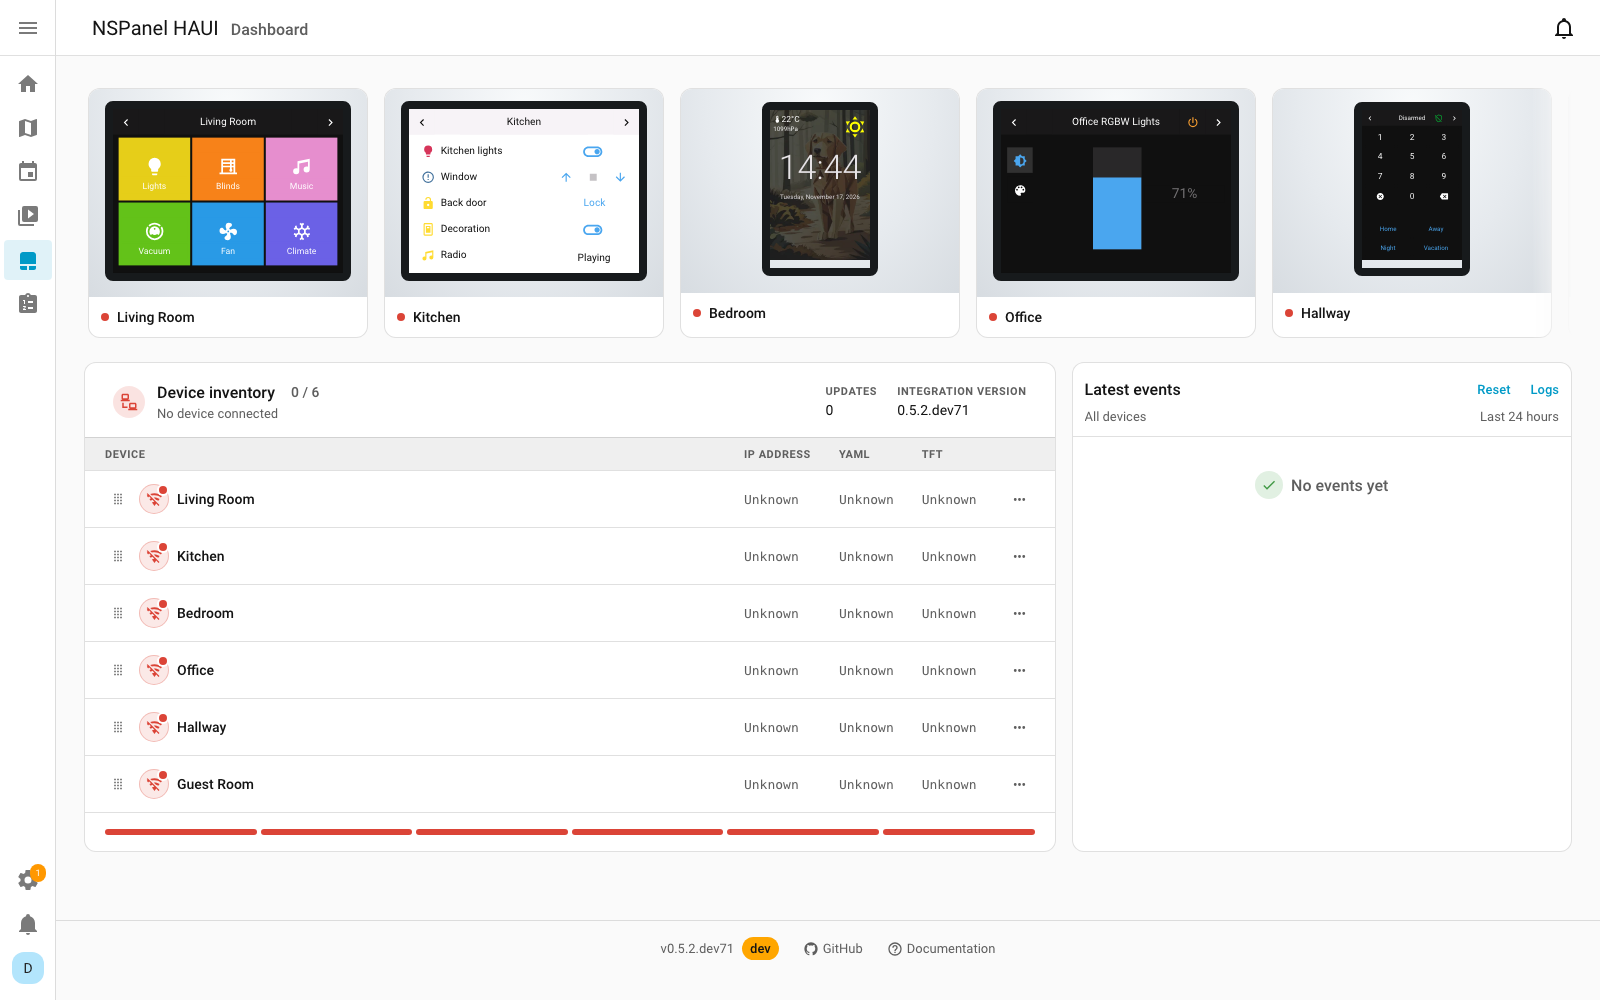 NSPanel HAUI Dashboard
Living Room
Lights Blinds Music
Vacuum Fan Climate
Living Room
Kitchen
Kitchen lights
Window
Back door Lock
Decoration
Radio Playing
Kitchen
22°C
1099hPa
14:44
Tuesday, November 17, 2026
Bedroom
Office RGBW Lights
71%
Office
Disarmed
1 2 3
4 5 6
7 8 9
0
Home Away
Night Vacation
Hallway
Device inventory 0 / 6
No device connected
UPDATES INTEGRATION VERSION
0 0.5.2.dev71
DEVICE IP ADDRESS YAML TFT
Living Room Unknown Unknown Unknown
Kitchen Unknown Unknown Unknown
Bedroom Unknown Unknown Unknown
Office Unknown Unknown Unknown
Hallway Unknown Unknown Unknown
Guest Room Unknown Unknown Unknown
Latest events Reset Logs
All devices Last 24 hours
No events yet
1
D
v0.5.2.dev71 dev GitHub Documentation